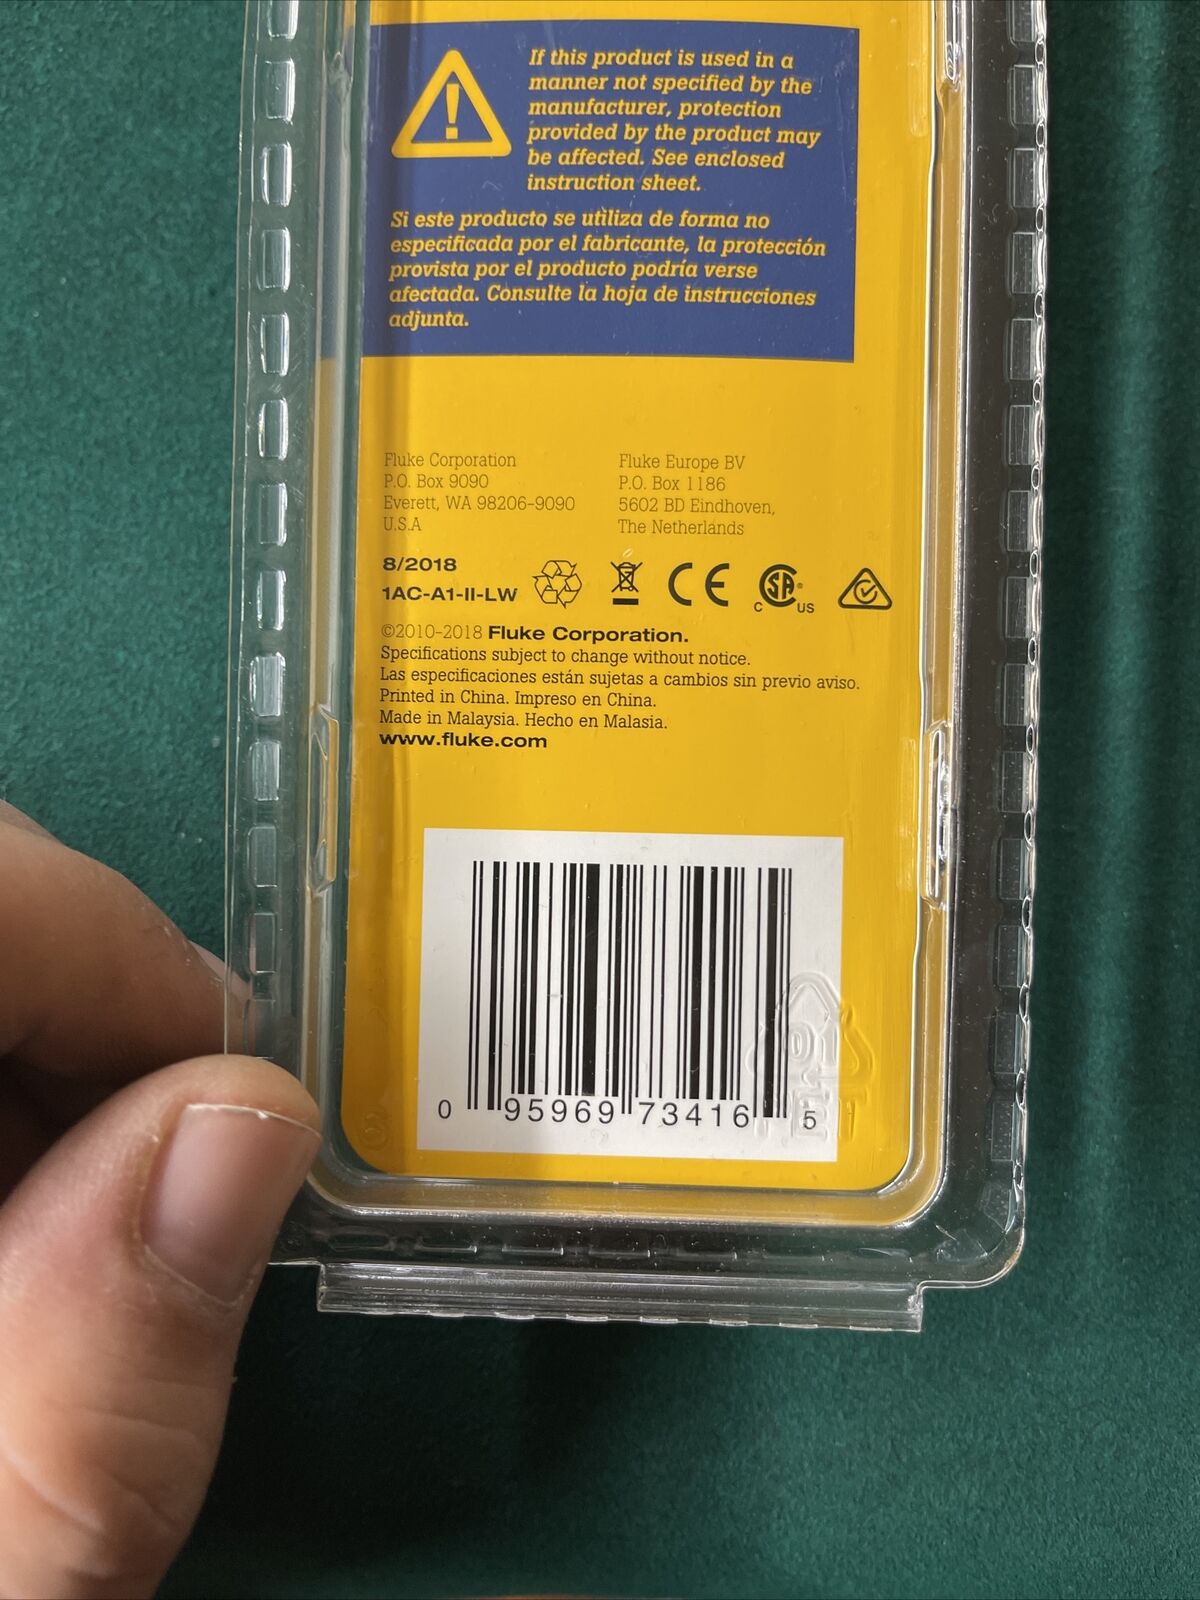 If this product is used in a
manner not specified by the
manufacturer, protection
provided by the product may
be affected. See enclosed
instruction sheet.
Si este producto se utiliza de forma no
especificada por el fabricante, la protección
provista por el producto podría verse
afectada. Consulte la hoja de instrucciones
adjunta.
Fluke Corporation
P.O. Box 9090
Everett, WA 98206-9090
U.S.A
Fluke Europe BV
P.O. Box 1186
5602 BD Eindhoven,
The Netherlands
8/2018
1AC-A1-II-LW
CE
C SA® US
©2010-2018 Fluke Corporation.
Specifications subject to change without notice.
Las especificaciones están sujetas a cambios sin previo aviso.
Printed in China. Impreso en China.
Made in Malaysia. Hecho en Malasia.
www.fluke.com
0 95969 73416 5